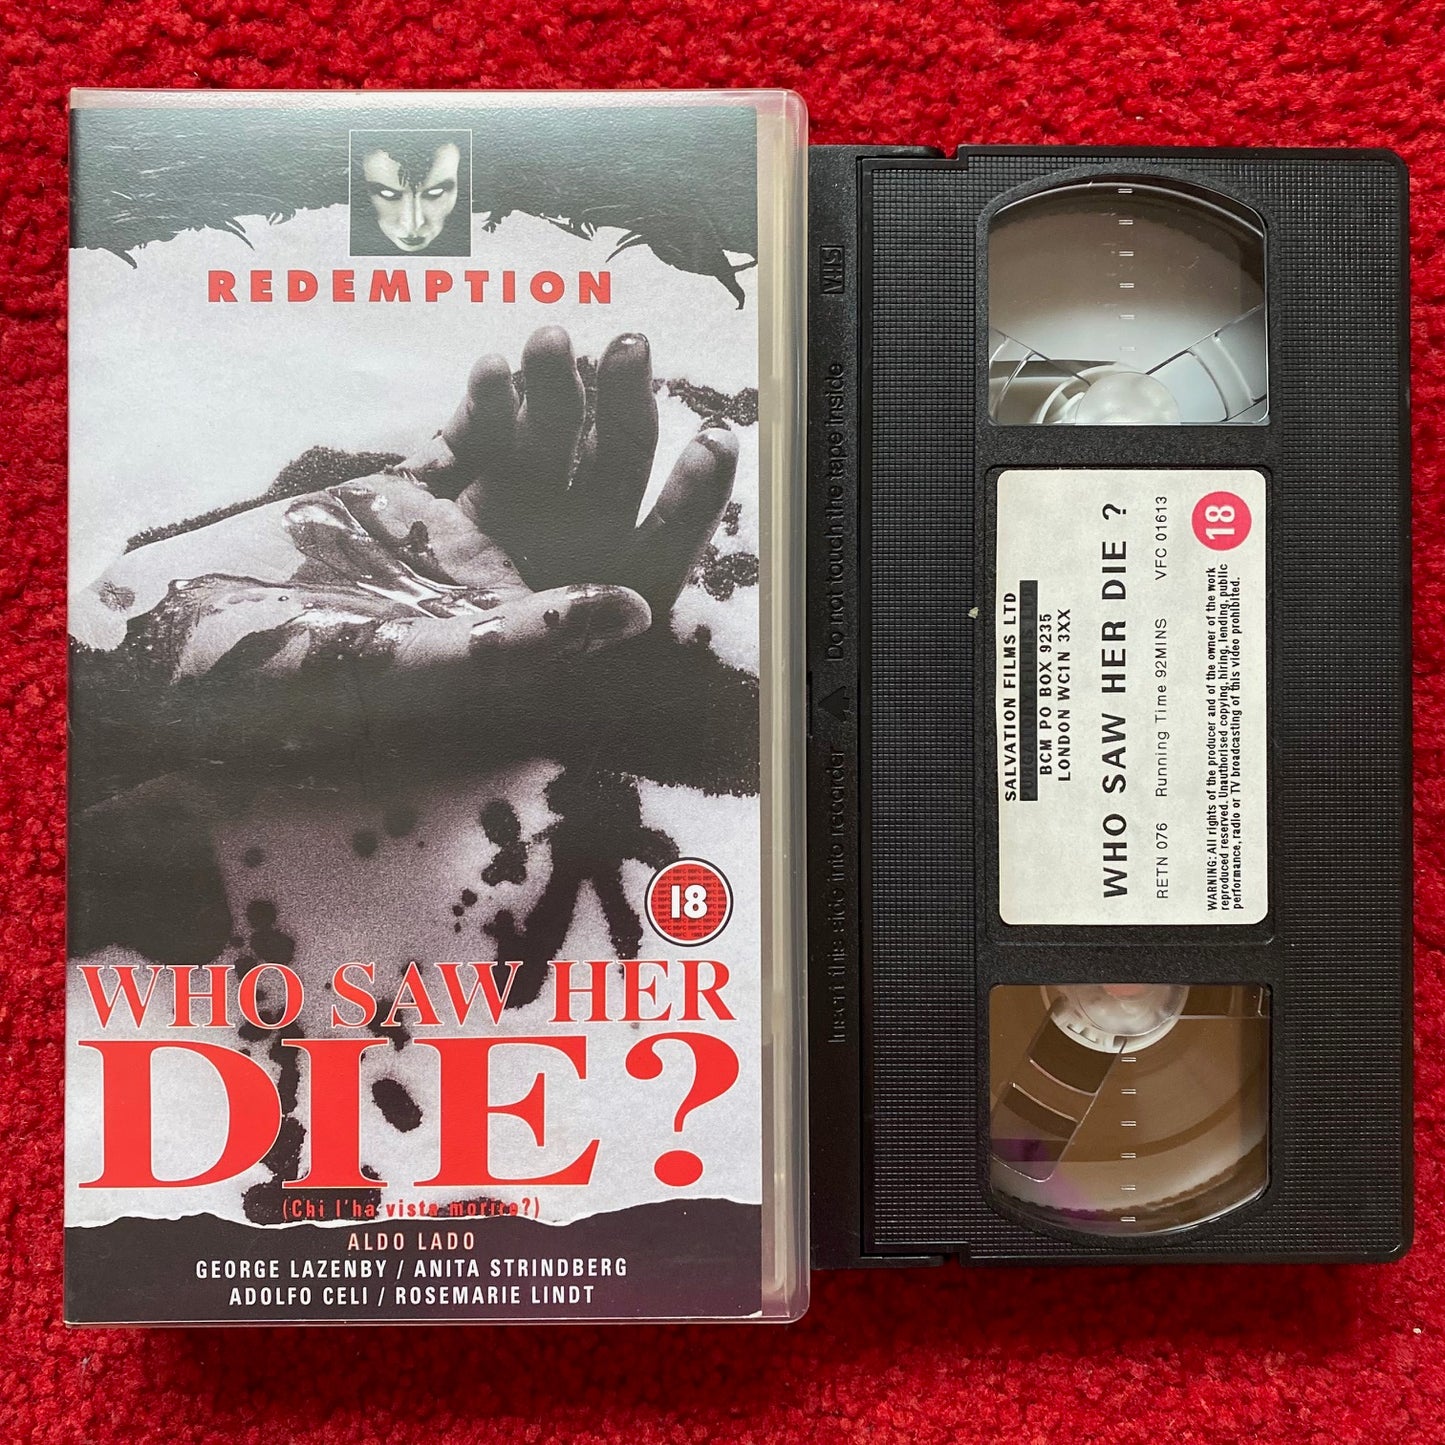 REDEMPTION
18
WHO SAW HER
DIE?
(Chi l'ha vista morire?)
ALDO LADO
GEORGE LAZENBY / ANITA STRINDBERG
ADOLFO CELI / ROSEMARIE LINDT
VHS
Do not touch the tape inside
Insert this side into recorder
SALVATION FILMS LTD
BCM PO BOX 9235
LONDON WC1N 3XX
WHO SAW HER DIE ?
RETN 076 Running Time 92MINS VFC 01613
18
WARNING: All rights of the producer and of the owner of the work
reproduced reserved. Unauthorised copying, hiring, lending, public
performance, radio or TV broadcasting of this video prohibited.